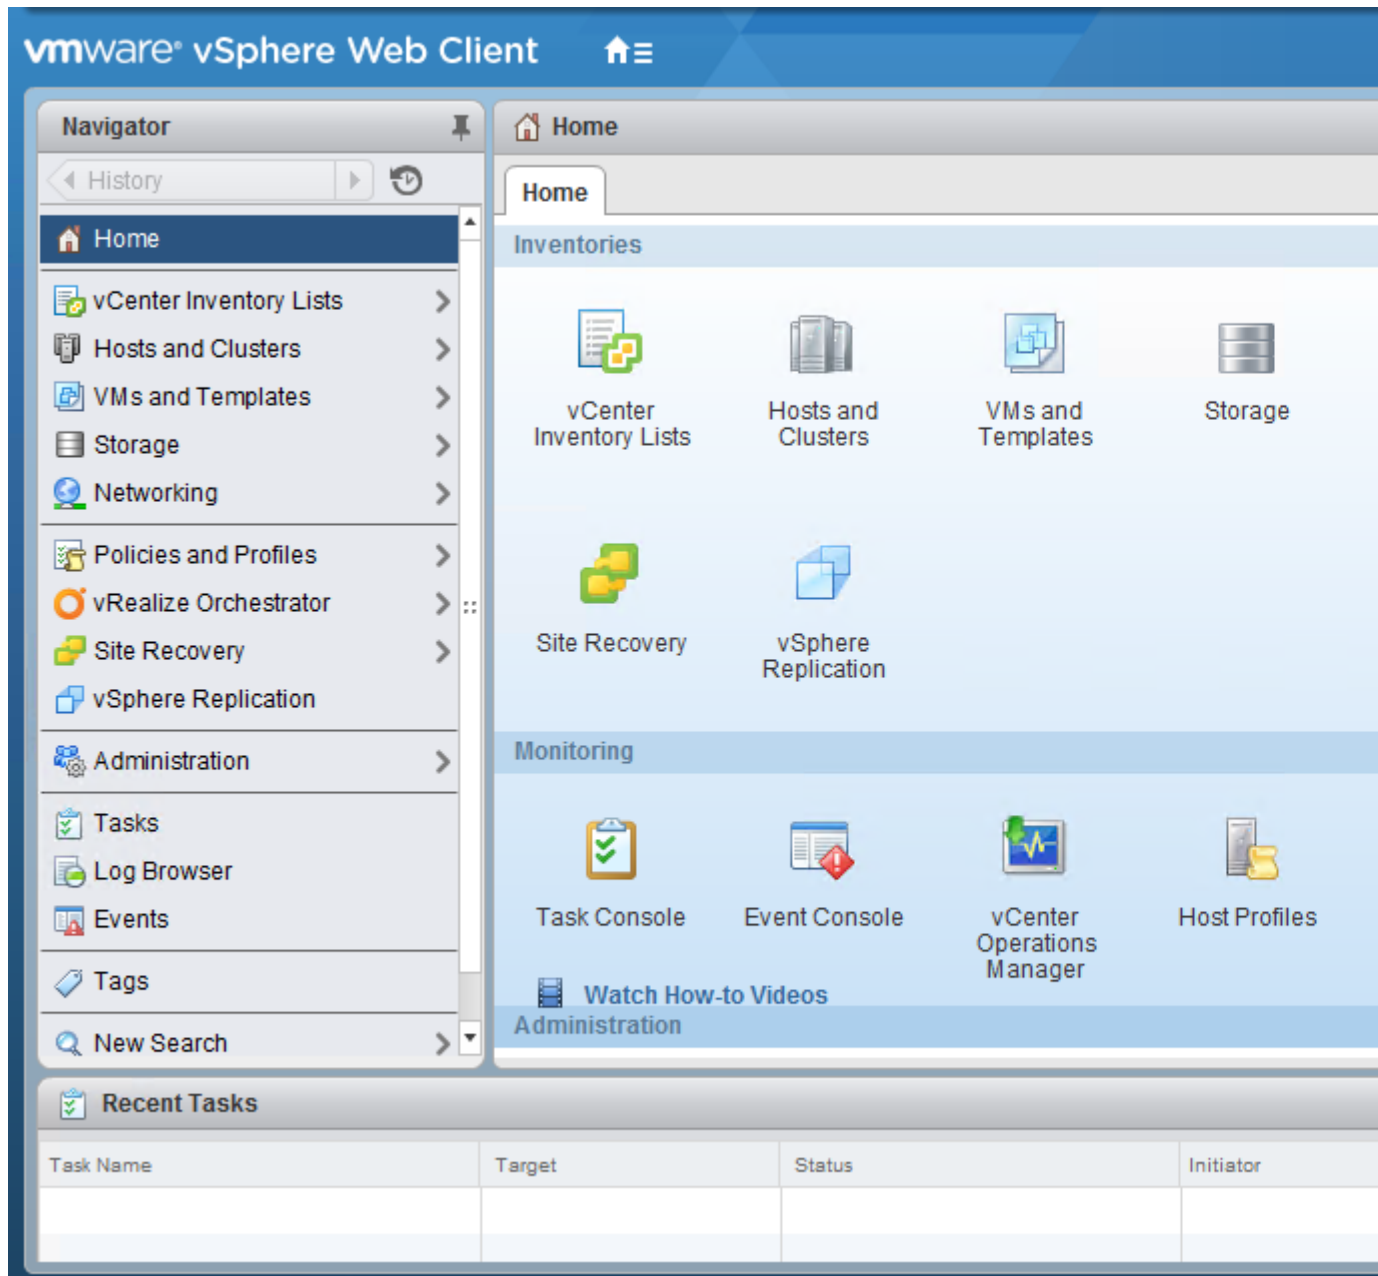 vmware® vSphere Web Client
Navigator
History
Home
vCenter Inventory Lists
Hosts and Clusters
VMs and Templates
Storage
Networking
Policies and Profiles
vRealize Orchestrator
Site Recovery
vSphere Replication
Administration
Tasks
Log Browser
Events
Tags
New Search
Home
Home
Inventories
vCenter
Inventory Lists
Hosts and
Clusters
VMs and
Templates
Storage
Site Recovery
vSphere
Replication
Monitoring
Task Console
Event Console
vCenter
Operations
Manager
Host Profiles
Watch How-to Videos
Administration
Recent Tasks
Task Name
Target
Status
Initiator